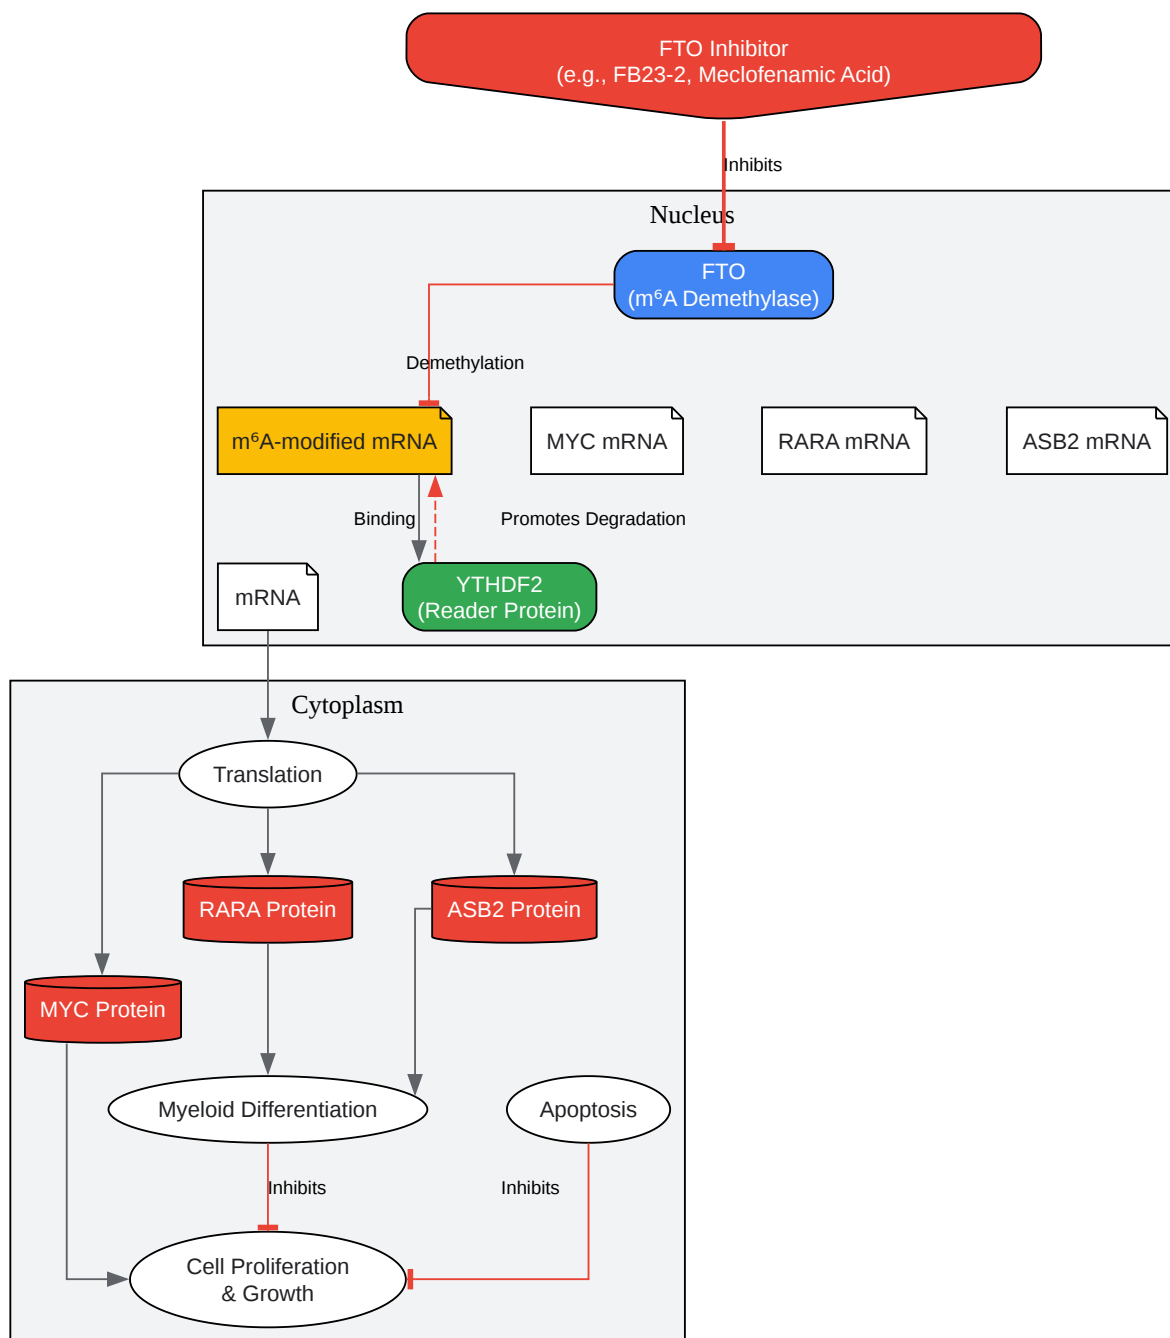 FTO Inhibitor
(e.g., FB23-2, Meclofenamic Acid)
Inhibits
Nucleus
FTO
(m⁶A Demethylase)
Demethylation
m⁶A-modified mRNA
MYC mRNA
RARA mRNA
ASB2 mRNA
Binding
Promotes Degradation
mRNA
YTHDF2
(Reader Protein)
Cytoplasm
Translation
RARA Protein
ASB2 Protein
MYC Protein
Myeloid Differentiation
Apoptosis
Inhibits
Inhibits
Cell Proliferation
& Growth